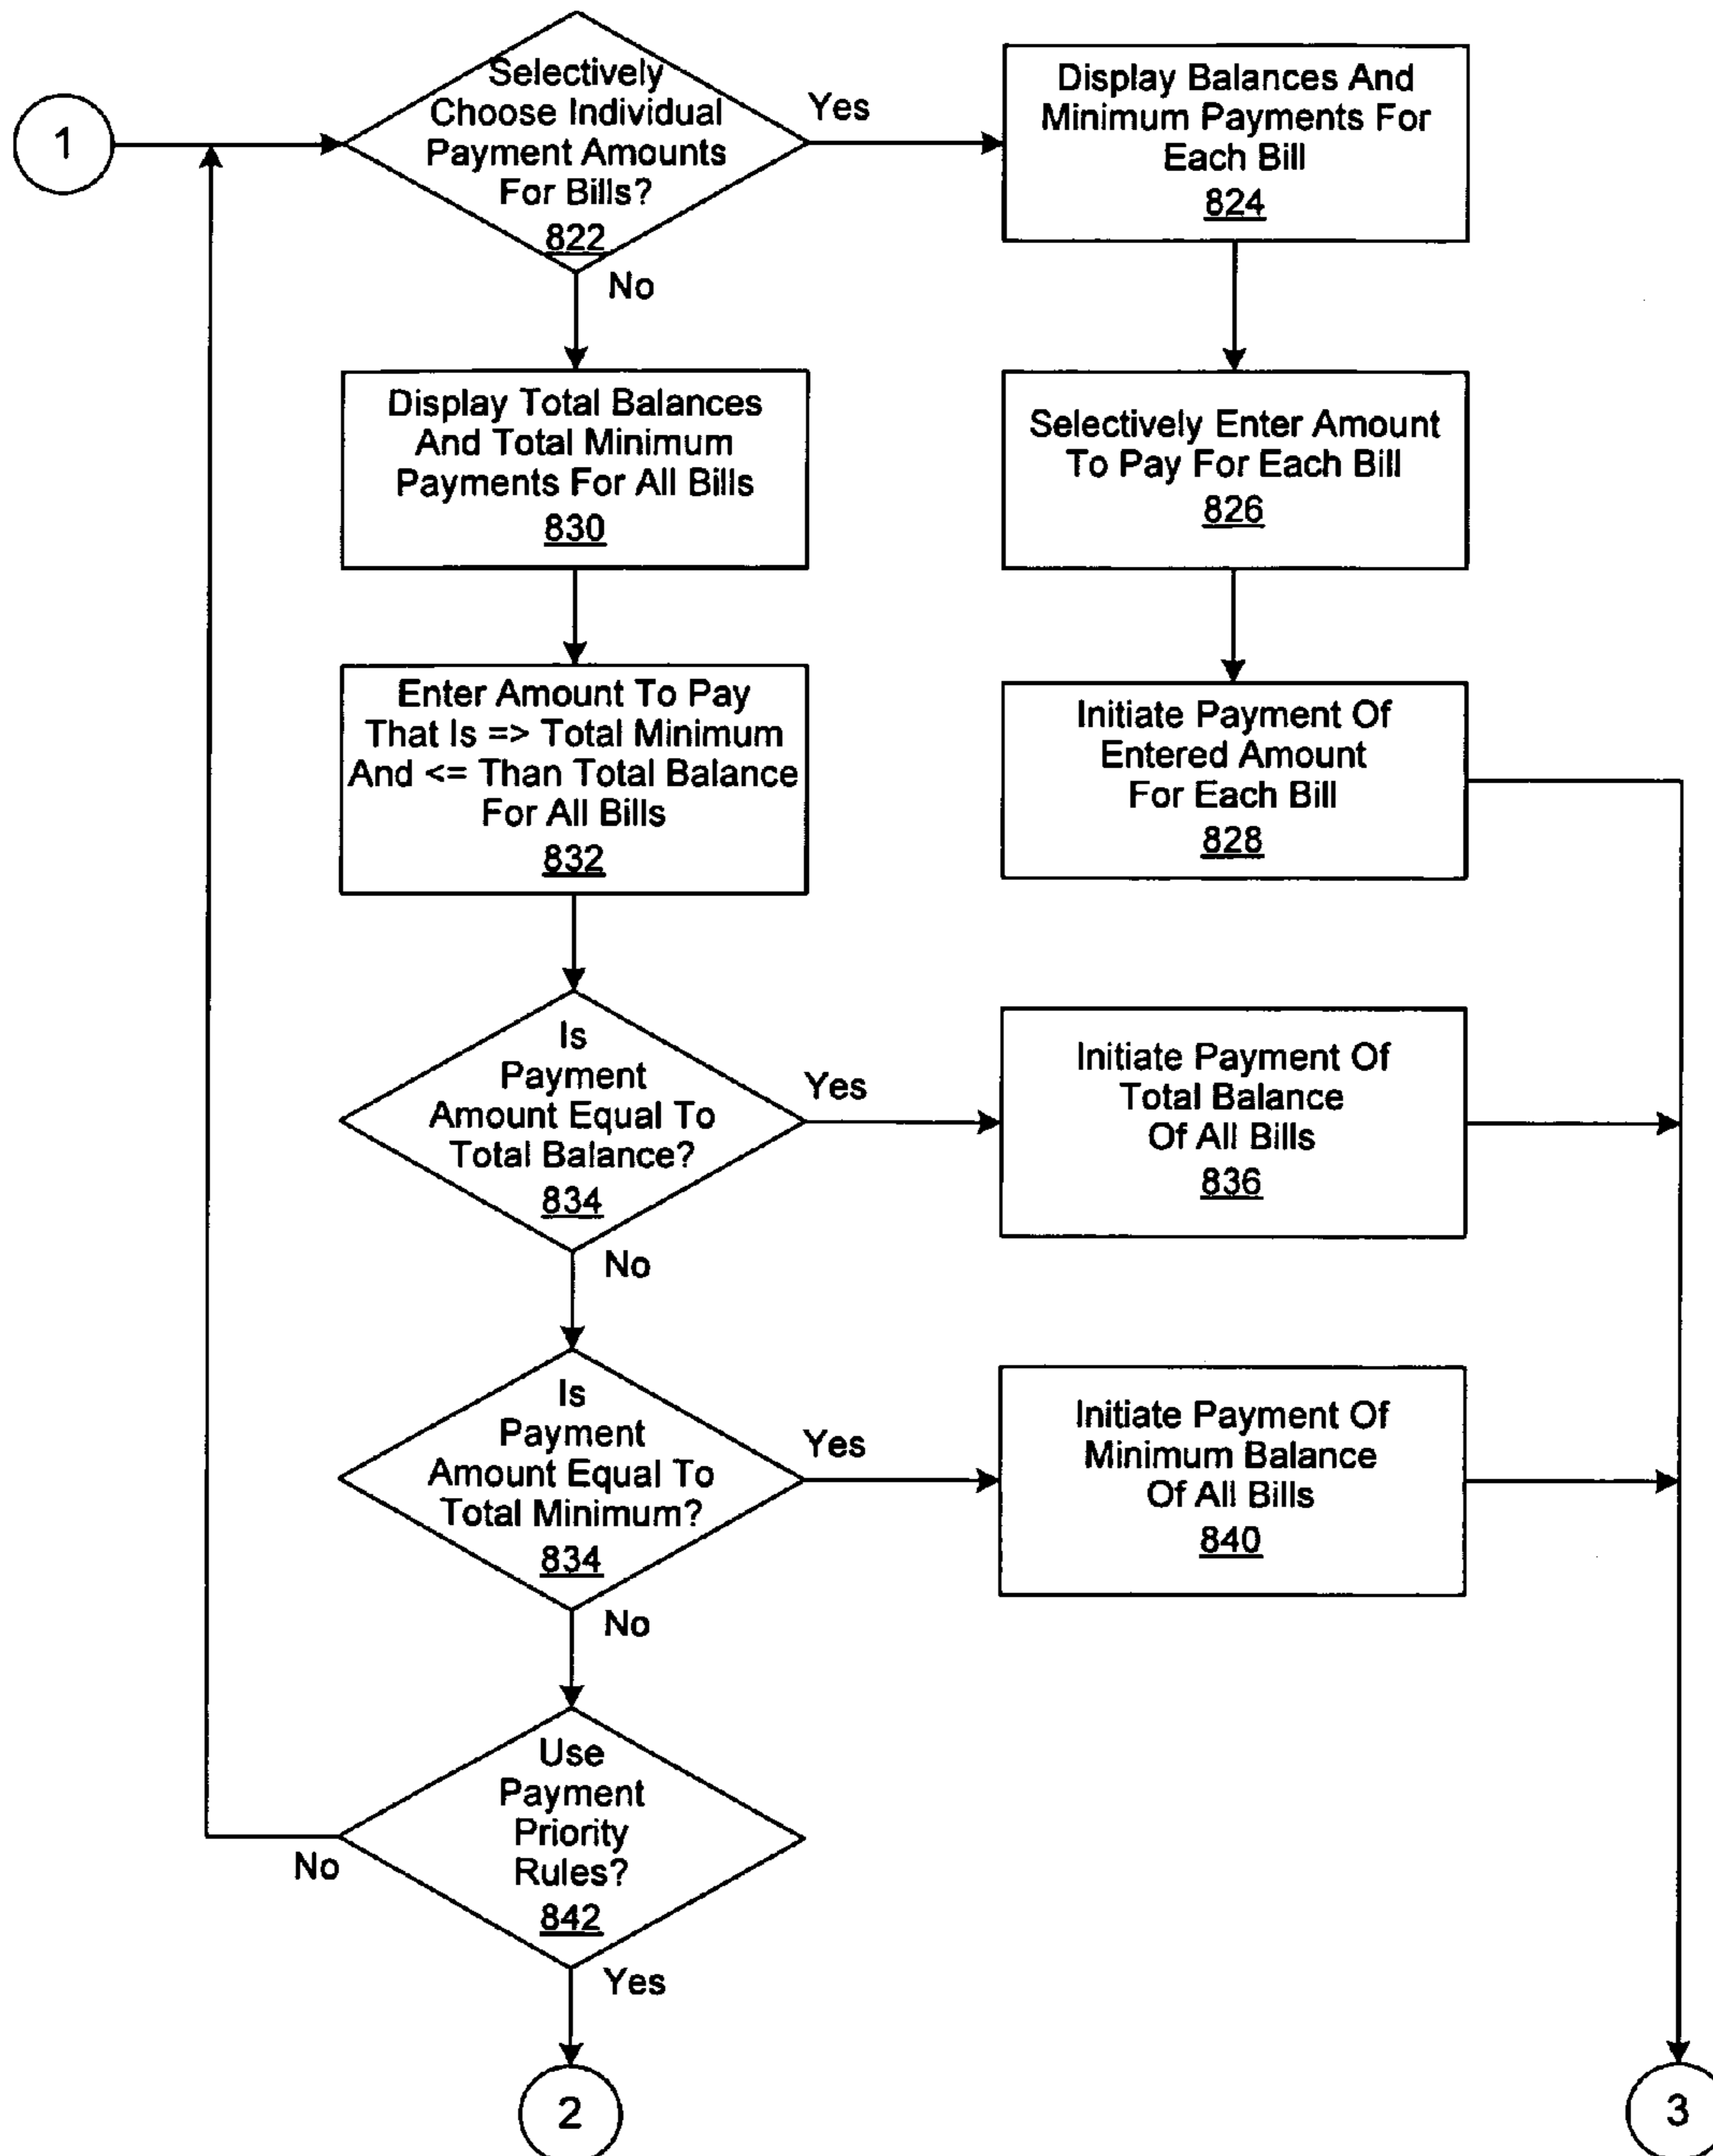 1
Selectively
Choose Individual
Payment Amounts
For Bills?
822
Yes
No
Display Balances And
Minimum Payments For
Each Bill
824
Display Total Balances
And Total Minimum
Payments For All Bills
830
Selectively Enter Amount
To Pay For Each Bill
826
Enter Amount To Pay
That Is => Total Minimum
And <= Than Total Balance
For All Bills
832
Initiate Payment Of
Entered Amount
For Each Bill
828
Is
Payment
Amount Equal To
Total Balance?
834
Yes
No
Initiate Payment Of
Total Balance
Of All Bills
836
Is
Payment
Amount Equal To
Total Minimum?
834
Yes
No
Initiate Payment Of
Minimum Balance
Of All Bills
840
Use
Payment
Priority
Rules?
842
No
Yes
2
3